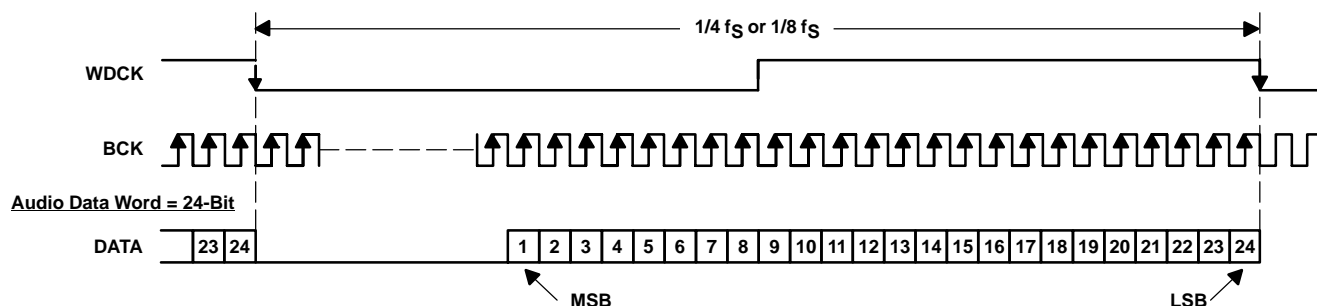 1/4 fS or 1/8 fS
WDCK
BCK
Audio Data Word = 24-Bit
DATA 23 24 1 2 3 4 5 6 7 8 9 10 11 12 13 14 15 16 17 18 19 20 21 22 23 24
MSB LSB